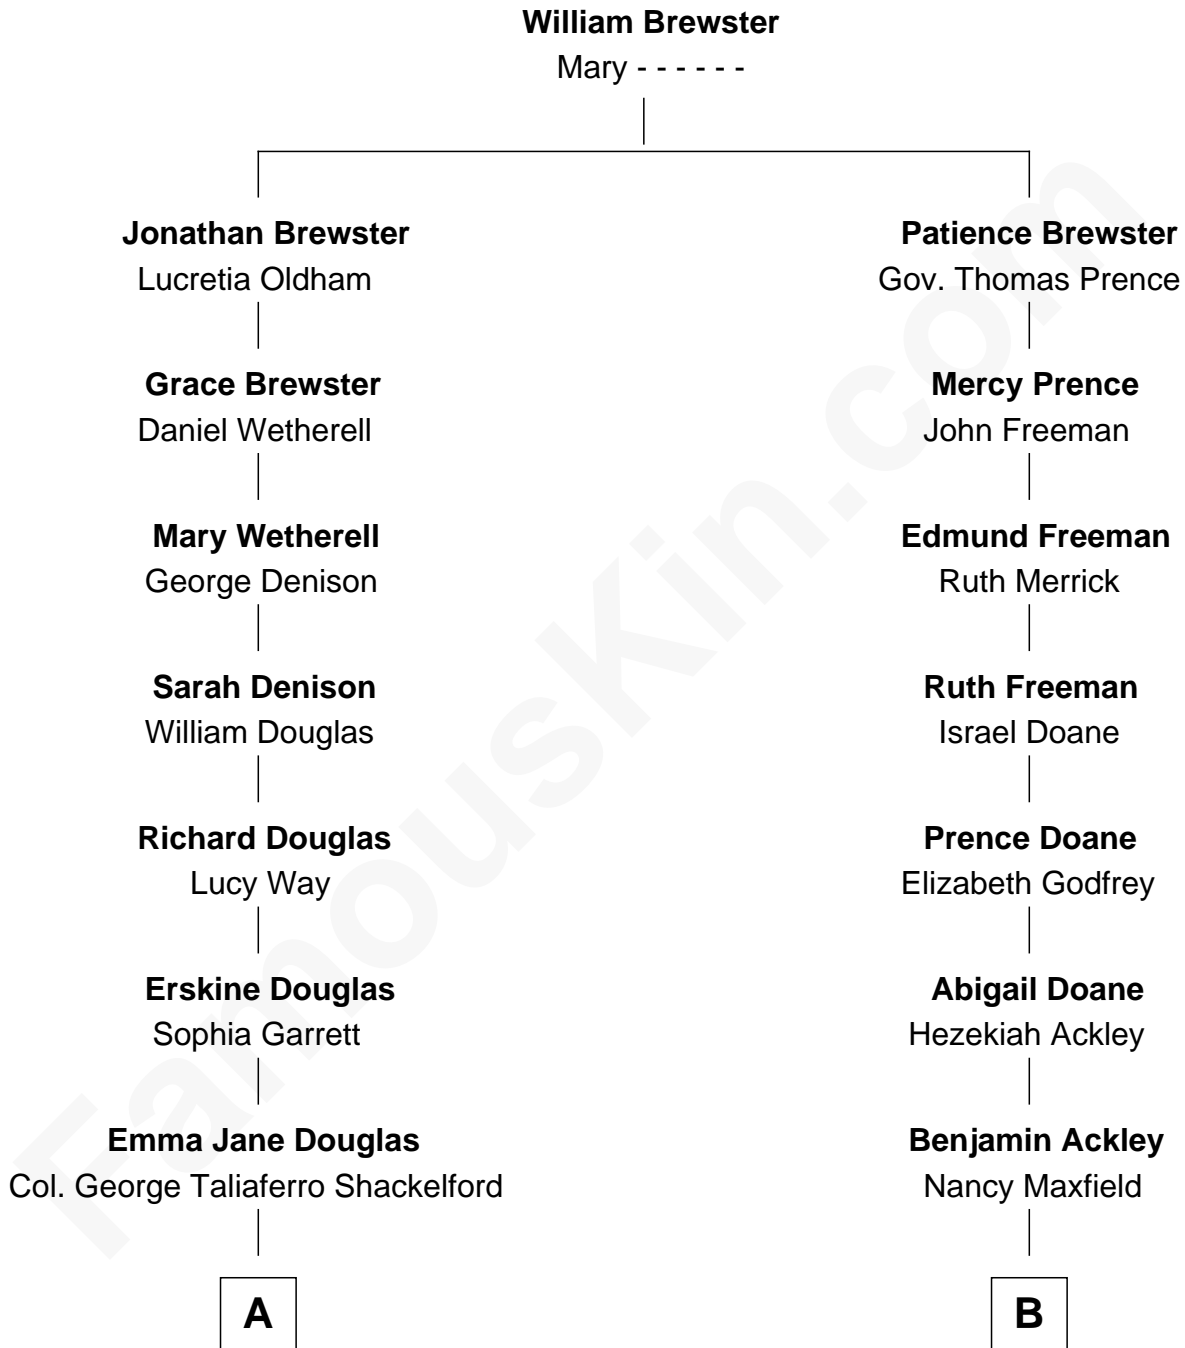 William Brewster
Mary - - - - - -
Jonathan Brewster
Lucretia Oldham
Patience Brewster
Gov. Thomas Prence
Grace Brewster
Daniel Wetherell
Mercy Prence
John Freeman
Mary Wetherell
George Denison
Edmund Freeman
Ruth Merrick
Sarah Denison
William Douglas
Ruth Freeman
Israel Doane
Richard Douglas
Lucy Way
Prence Doane
Elizabeth Godfrey
Erskine Douglas
Sophia Garrett
Abigail Doane
Hezekiah Ackley
Emma Jane Douglas
Col. George Taliaferro Shackelford
Benjamin Ackley
Nancy Maxfield
A
B
FamousKin.com